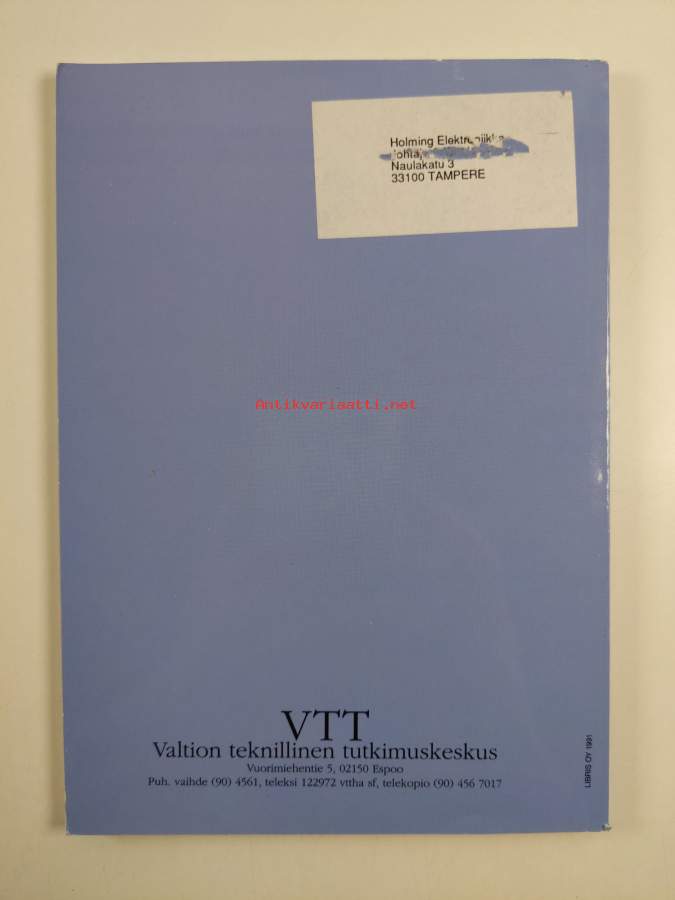 Holming Elektroniikka
Naulakatu 3
33100 TAMPERE
Antikvariaatti.net
VTT
Valtion teknillinen tutkimuskeskus
Vuorimiehentie 5, 02150 Espoo
Puh. vaihde (90) 4561, teleksi 122972 vttha sf, telekopio (90) 456 7017
LIBRIS OY 1991